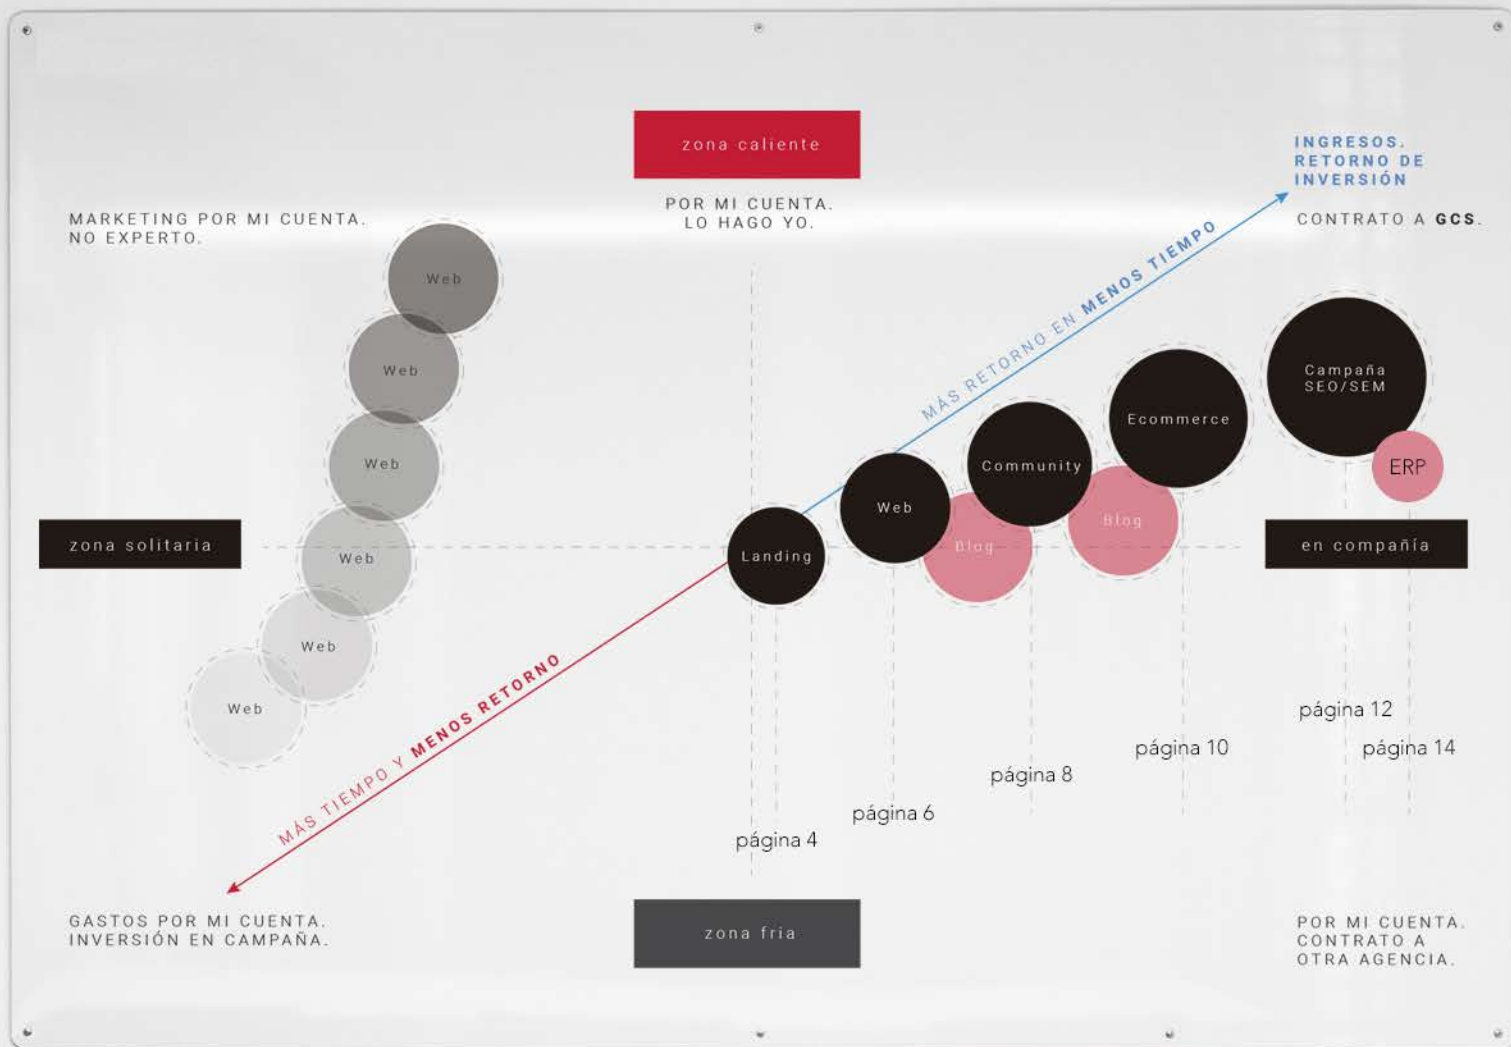 zona caliente
INGRESOS.
RETORNO DE
INVERSIÓN
POR MI CUENTA.
LO HAGO YO.
MARKETING POR MI CUENTA.
NO EXPERTO.
CONTRATO A GCS.
MÁS RETORNO EN MENOS TIEMPO
Web
Web
Web
Web
Web
Web
Campaña
SEO/SEM
Ecommerce
Community
ERP
Web
Blog
Blog
Landing
zona solitaria
en compañía
MÁS TIEMPO Y MENOS RETORNO
página 12
página 14
página 10
página 8
página 6
página 4
GASTOS POR MI CUENTA.
INVERSIÓN EN CAMPAÑA.
zona fria
POR MI CUENTA.
CONTRATO A
OTRA AGENCIA.